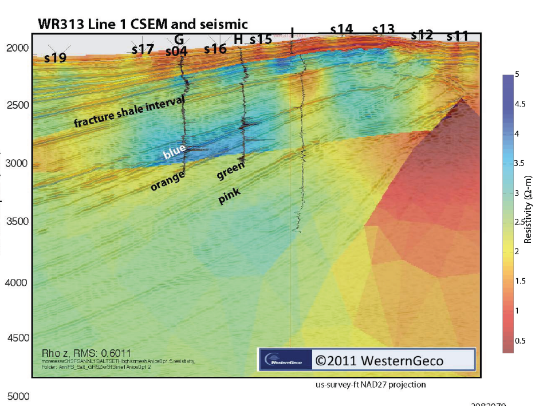 WR313 Line 1 CSEM and seismic
G H I
s19 s17 s04 s16 s15 s14 s13 s12 s11
2000
2500
3000
3500
4000
4500
5000
fracture shale interval
blue
orange
green
pink
5
4.5
4
3.5
3
2.5
2
1.5
1
0.5
Resistivity (Ω-m)
Rho z, RMS: 0.6011
WesternGeco
©2011 WesternGeco
us-survey-ft NAD27 projection